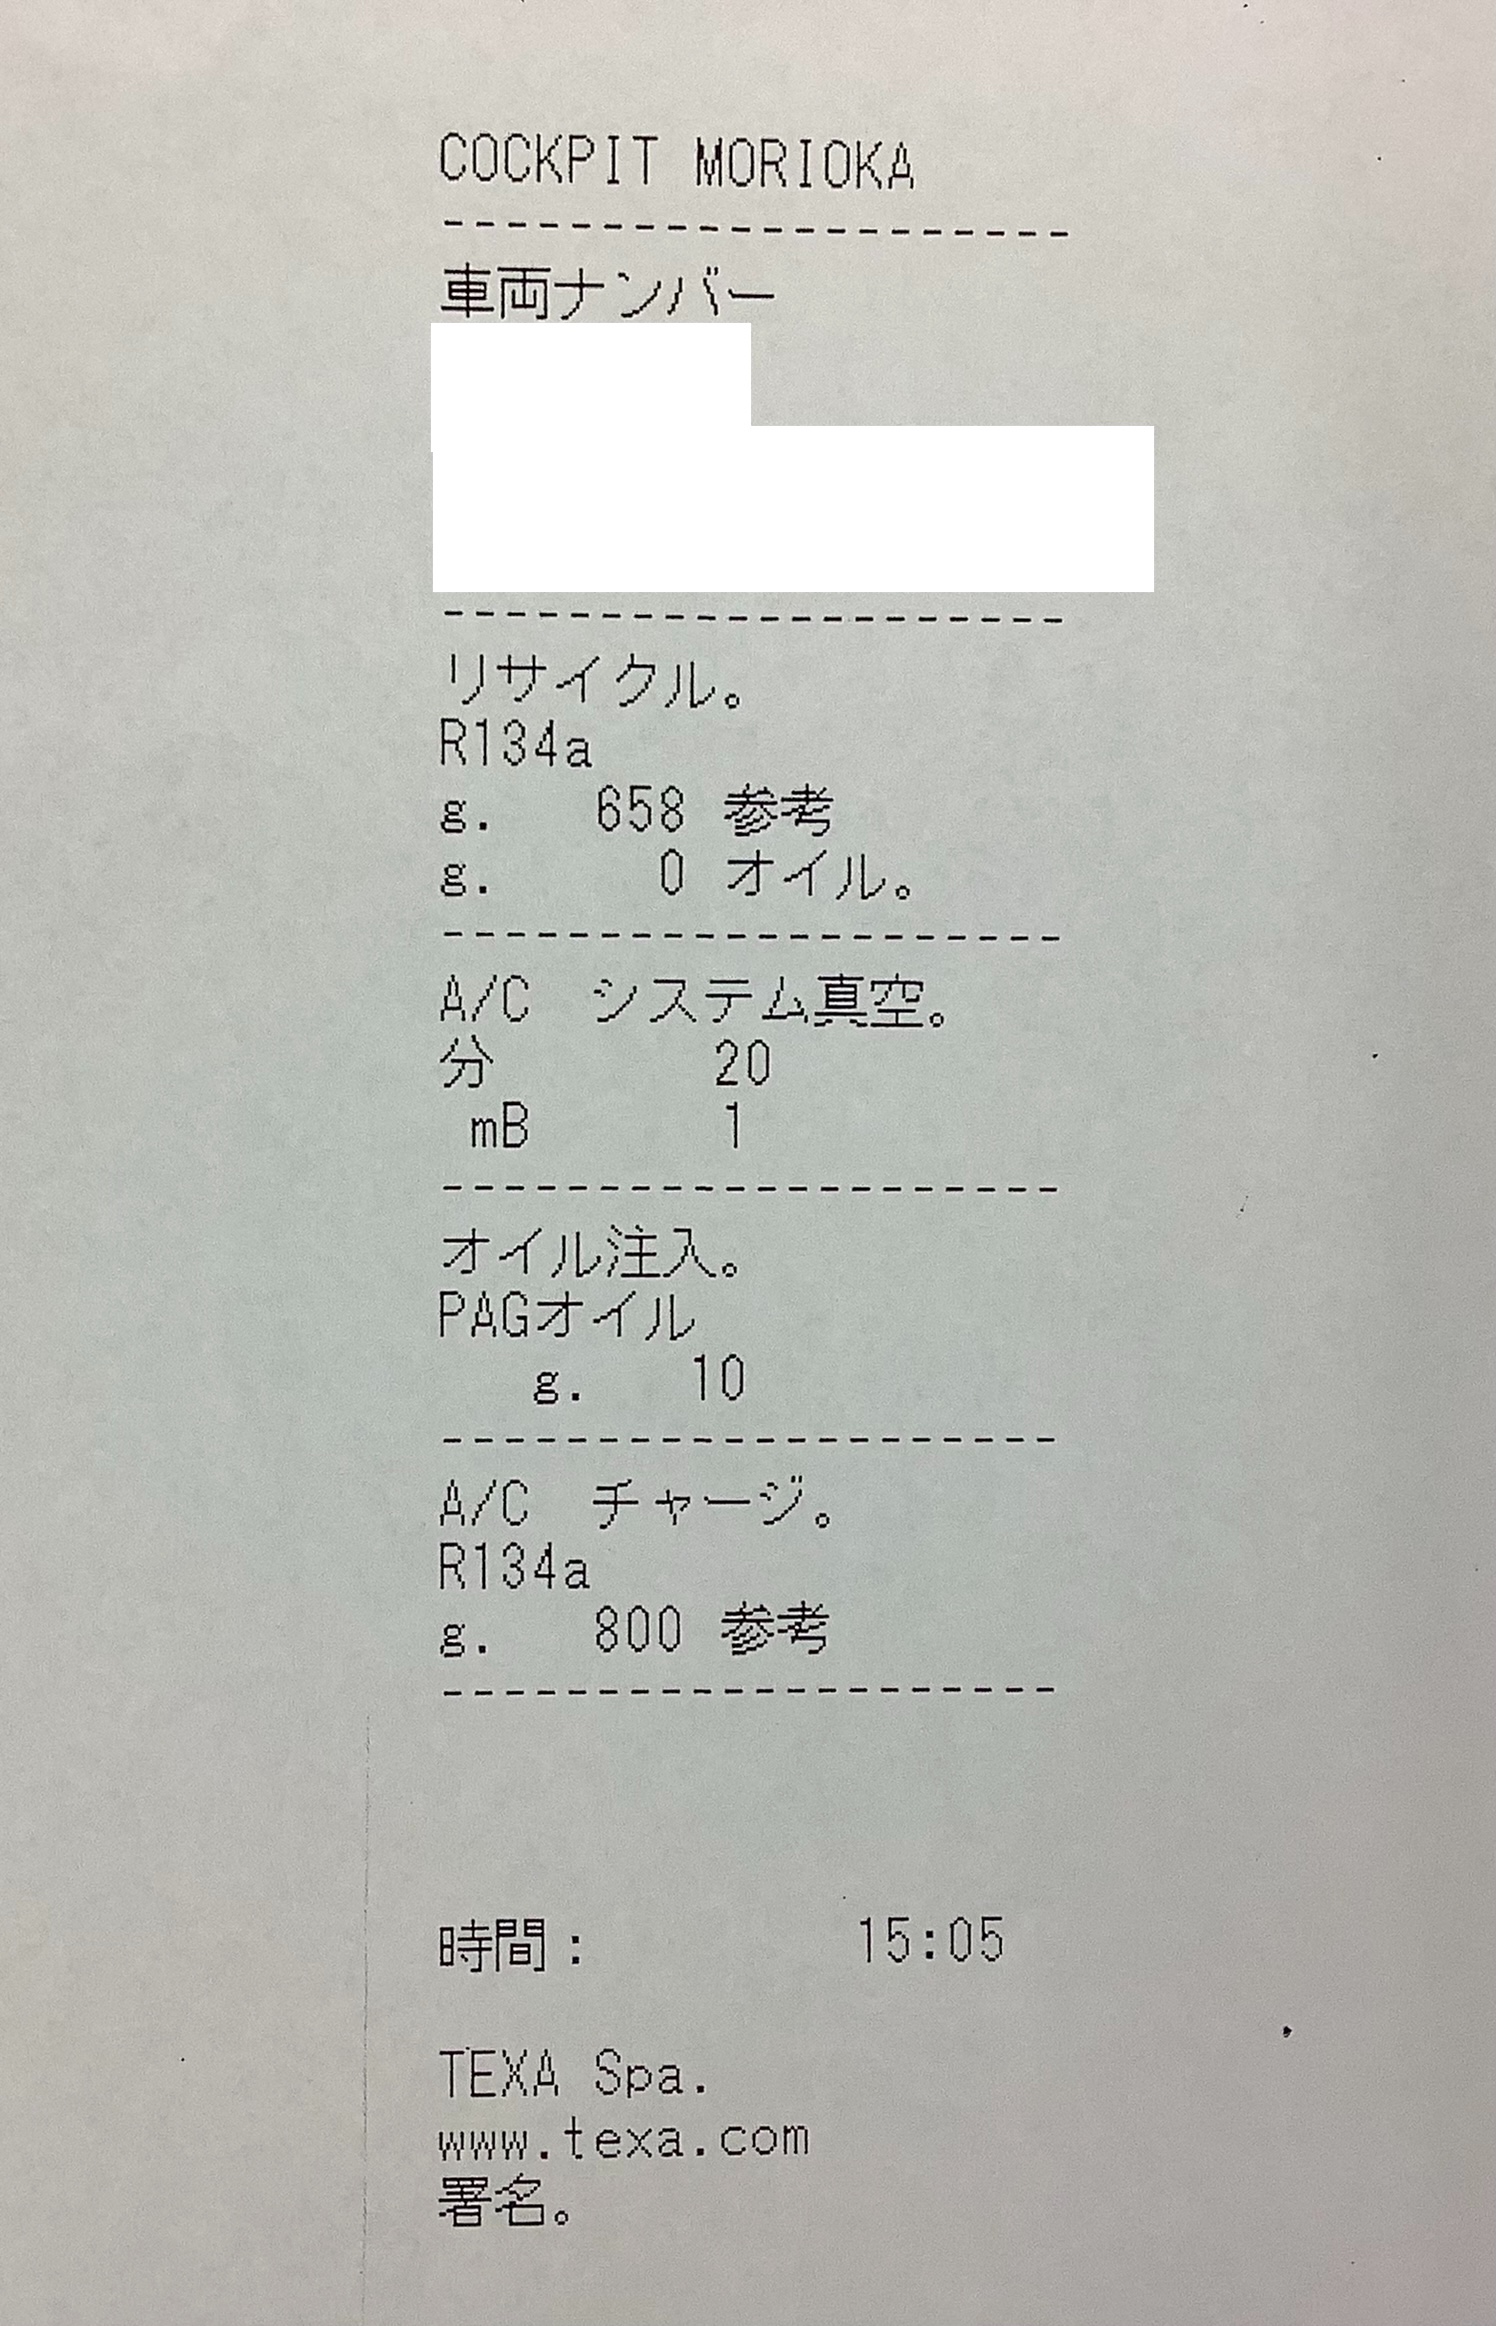 COCKPIT MORIOKA
--------------------
車両ナンバー
--------------------
リサイクル。
R134a
g. 658 参考
g. 0 オイル。
--------------------
A/C システム真空。
分 20
mB 1
--------------------
オイル注入。
PAGオイル
g. 10
--------------------
A/C チャージ。
R134a
g. 800 参考
--------------------
時間: 15:05
TEXA Spa.
www.texa.com
署名。